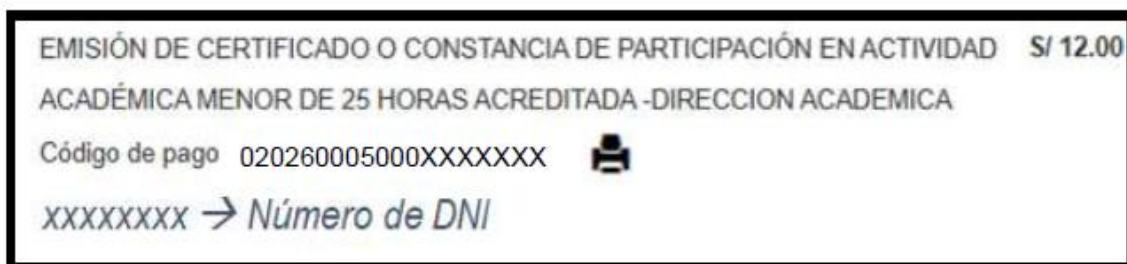 EMISIÓN DE CERTIFICADO O CONSTANCIA DE PARTICIPACIÓN EN ACTIVIDAD S/ 12.00
ACADÉMICA MENOR DE 25 HORAS ACREDITADA -DIRECCION ACADEMICA
Código de pago 020260005000XXXXXXX
xxxxxxxx → Número de DNI